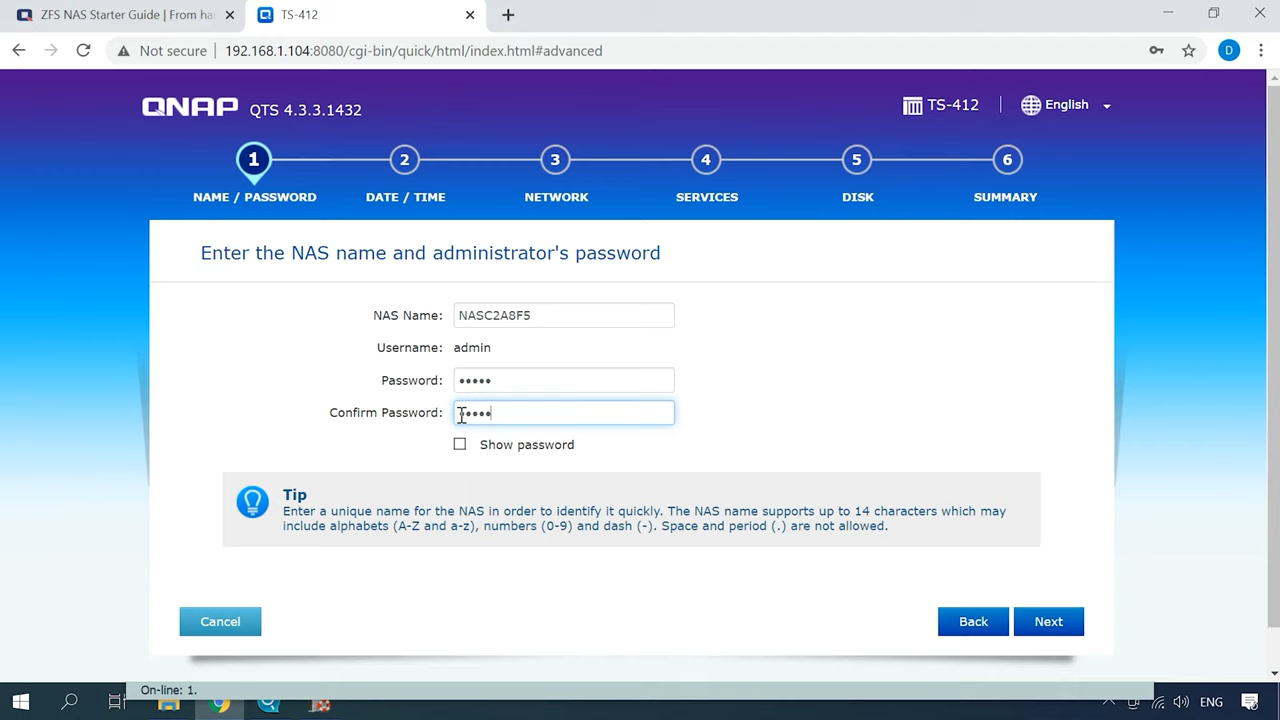 ZFS NAS Starter Guide | From ha
TS-412
Not secure
192.168.1.104:8080/cgi-bin/quick/html/index.html#advanced
D
QNAP
QTS 4.3.3.1432
TS-412
English
1
2
3
4
5
6
NAME / PASSWORD
DATE / TIME
NETWORK
SERVICES
DISK
SUMMARY
Enter the NAS name and administrator's password
NAS Name:
NASC2A8F5
Username:
admin
Password:
•••••
Confirm Password:
•••••
Show password
Tip
Enter a unique name for the NAS in order to identify it quickly. The NAS name supports up to 14 characters which may
include alphabets (A-Z and a-z), numbers (0-9) and dash (-). Space and period (.) are not allowed.
Cancel
Back
Next
On-line: 1.
ENG